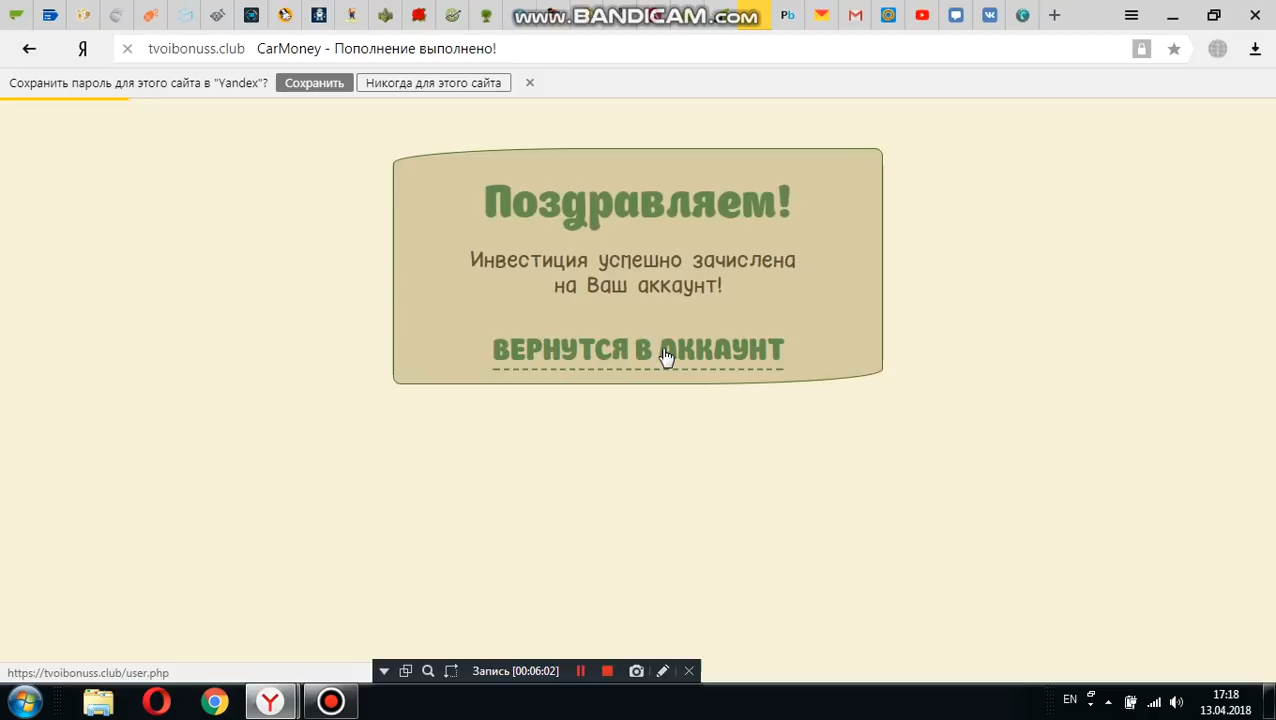 WWW.BANDICAM.COM
Pb
Я
tvoibonuss.club CarMoney - Пополнение выполнено!
Сохранить пароль для этого сайта в "Yandex"? Сохранить Никогда для этого сайта
Поздравляем!
Инвестиция успешно зачислена
на Ваш аккаунт!
ВЕРНУТСЯ В АККАУНТ
https://tvoibonuss.club/user.php
Запись [00:06:02]
EN
17:18
13.04.2018